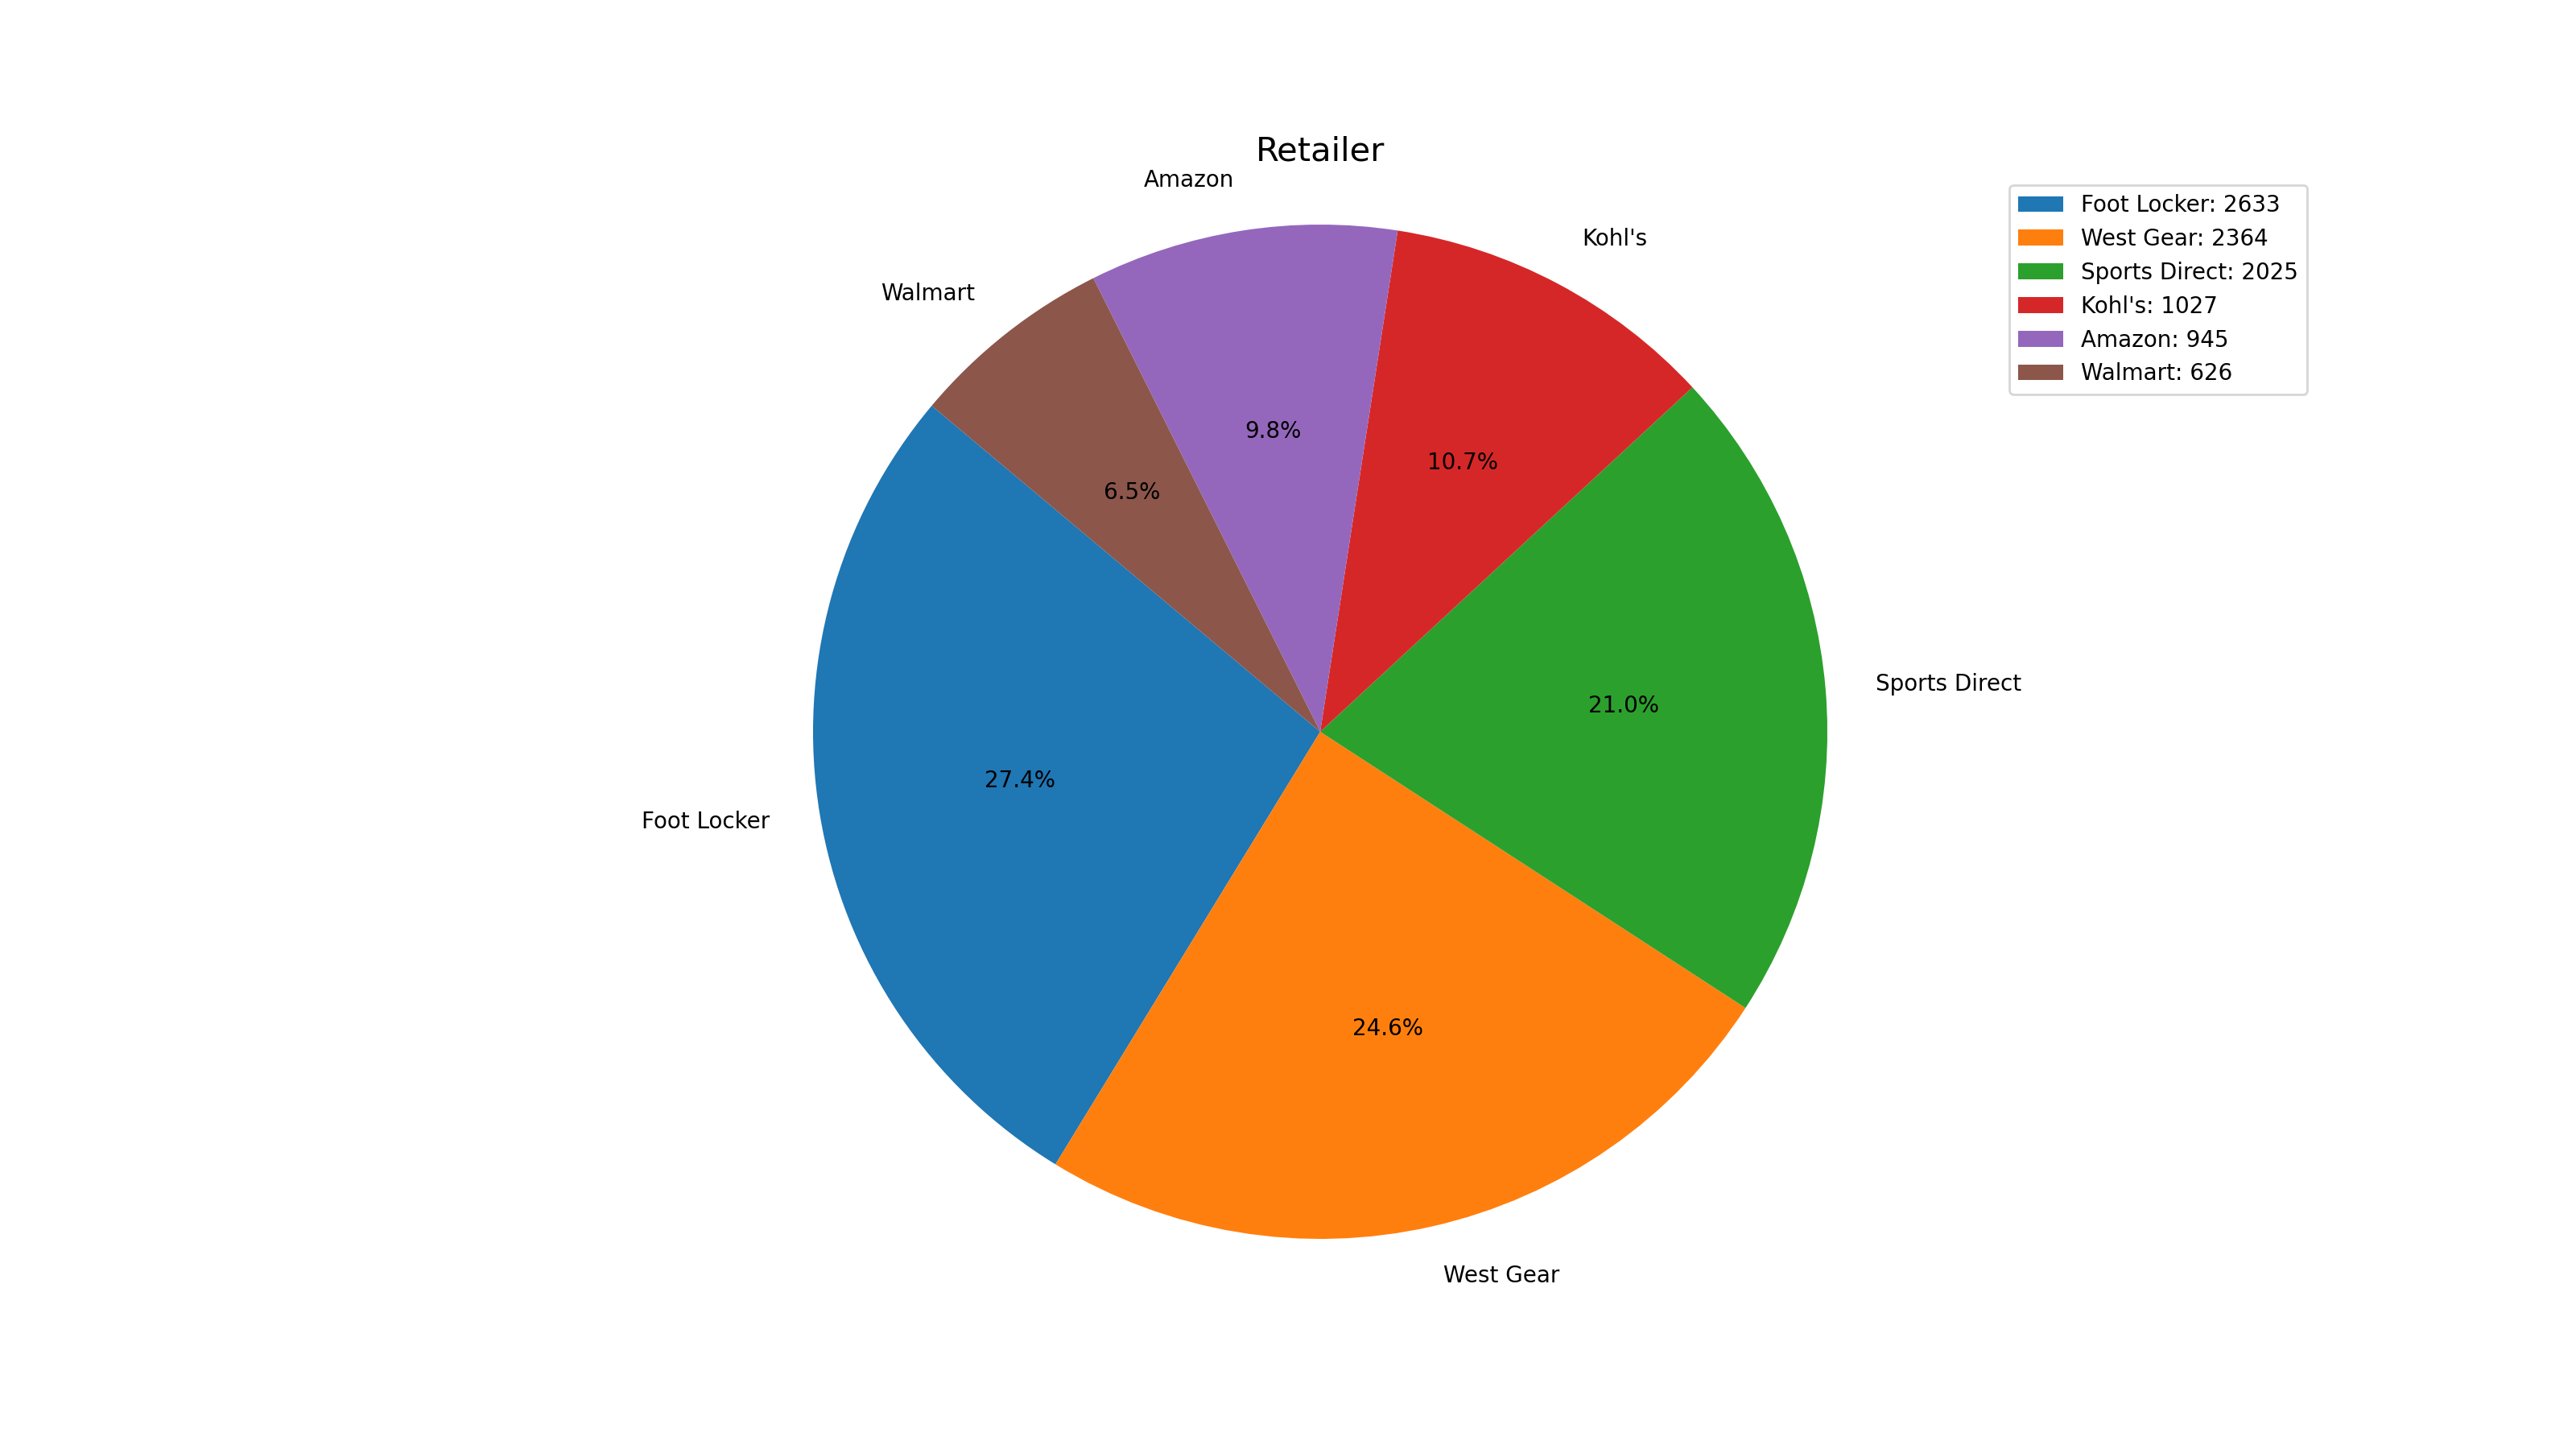 Retailer
Amazon
Kohl's
Walmart
Sports Direct
Foot Locker
West Gear
9.8%
10.7%
6.5%
21.0%
27.4%
24.6%
Foot Locker: 2633
West Gear: 2364
Sports Direct: 2025
Kohl's: 1027
Amazon: 945
Walmart: 626